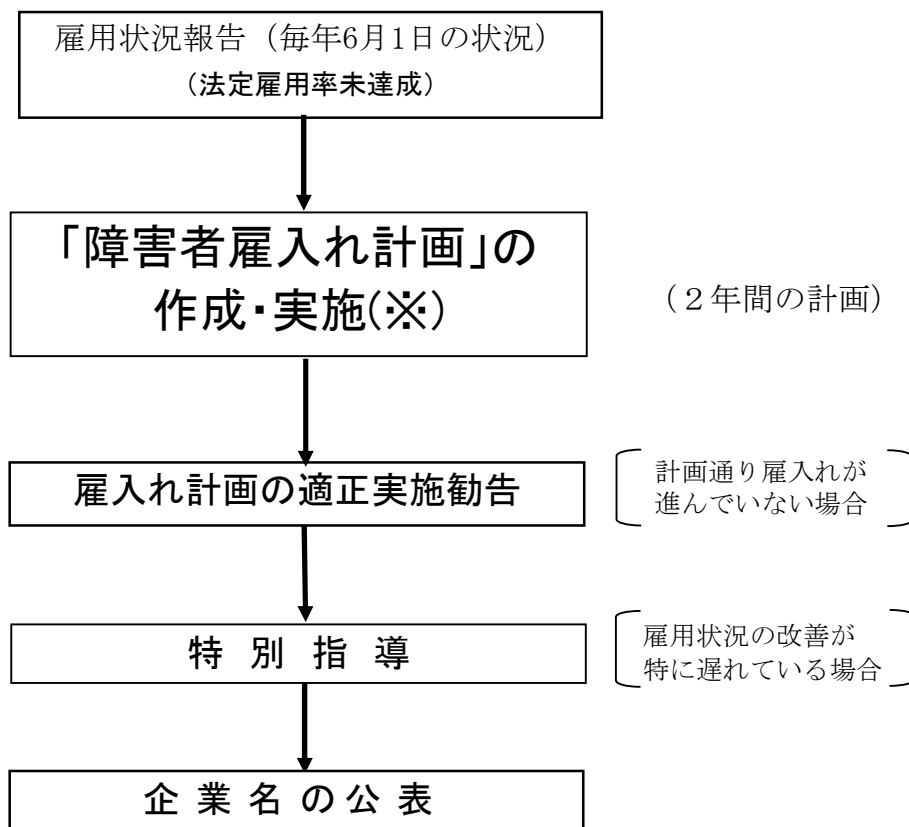 雇用状況報告（毎年6月1日の状況）
（法定雇用率未達成）
「障害者雇入れ計画」の
作成・実施(※)
（２年間の計画）
雇入れ計画の適正実施勧告
計画通り雇入れが
進んでいない場合
特別指導
雇用状況の改善が
特に遅れている場合
企業名の公表